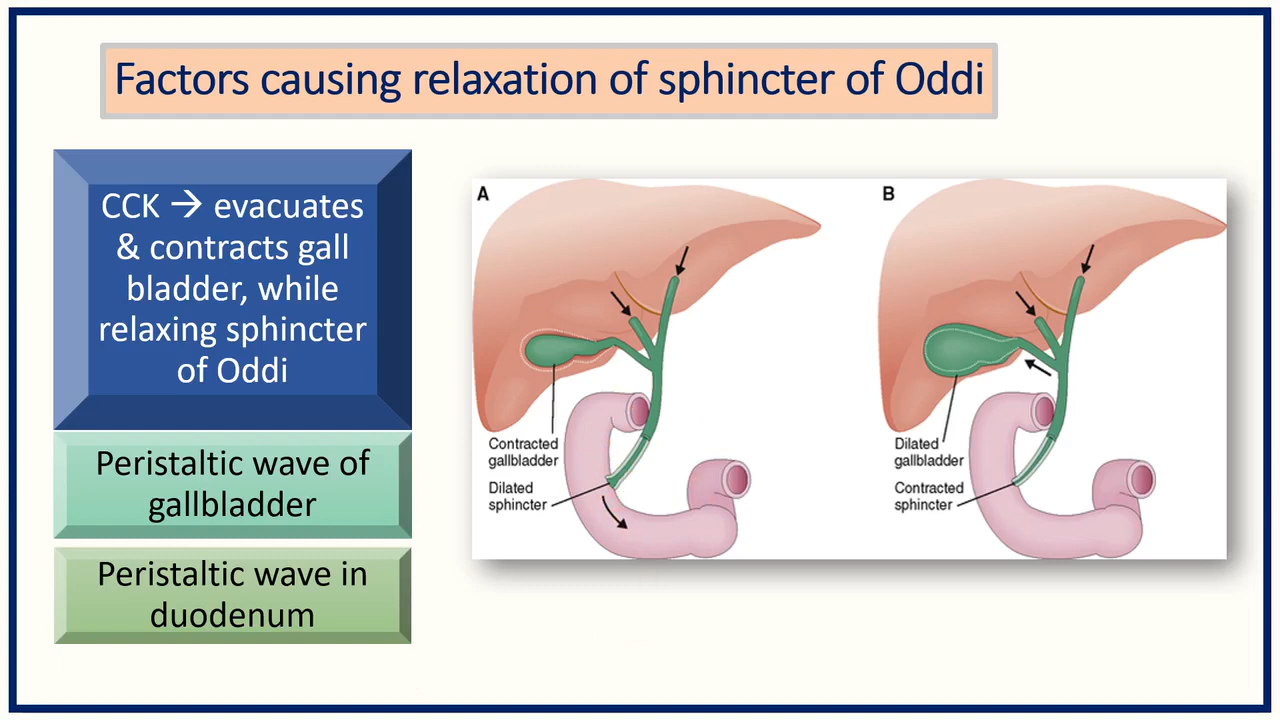 Factors causing relaxation of sphincter of Oddi
CCK → evacuates
& contracts gall
bladder, while
relaxing sphincter
of Oddi
Peristaltic wave of
gallbladder
Peristaltic wave in
duodenum
A
Contracted
gallbladder
Dilated
sphincter
B
Dilated
gallbladder
Contracted
sphincter